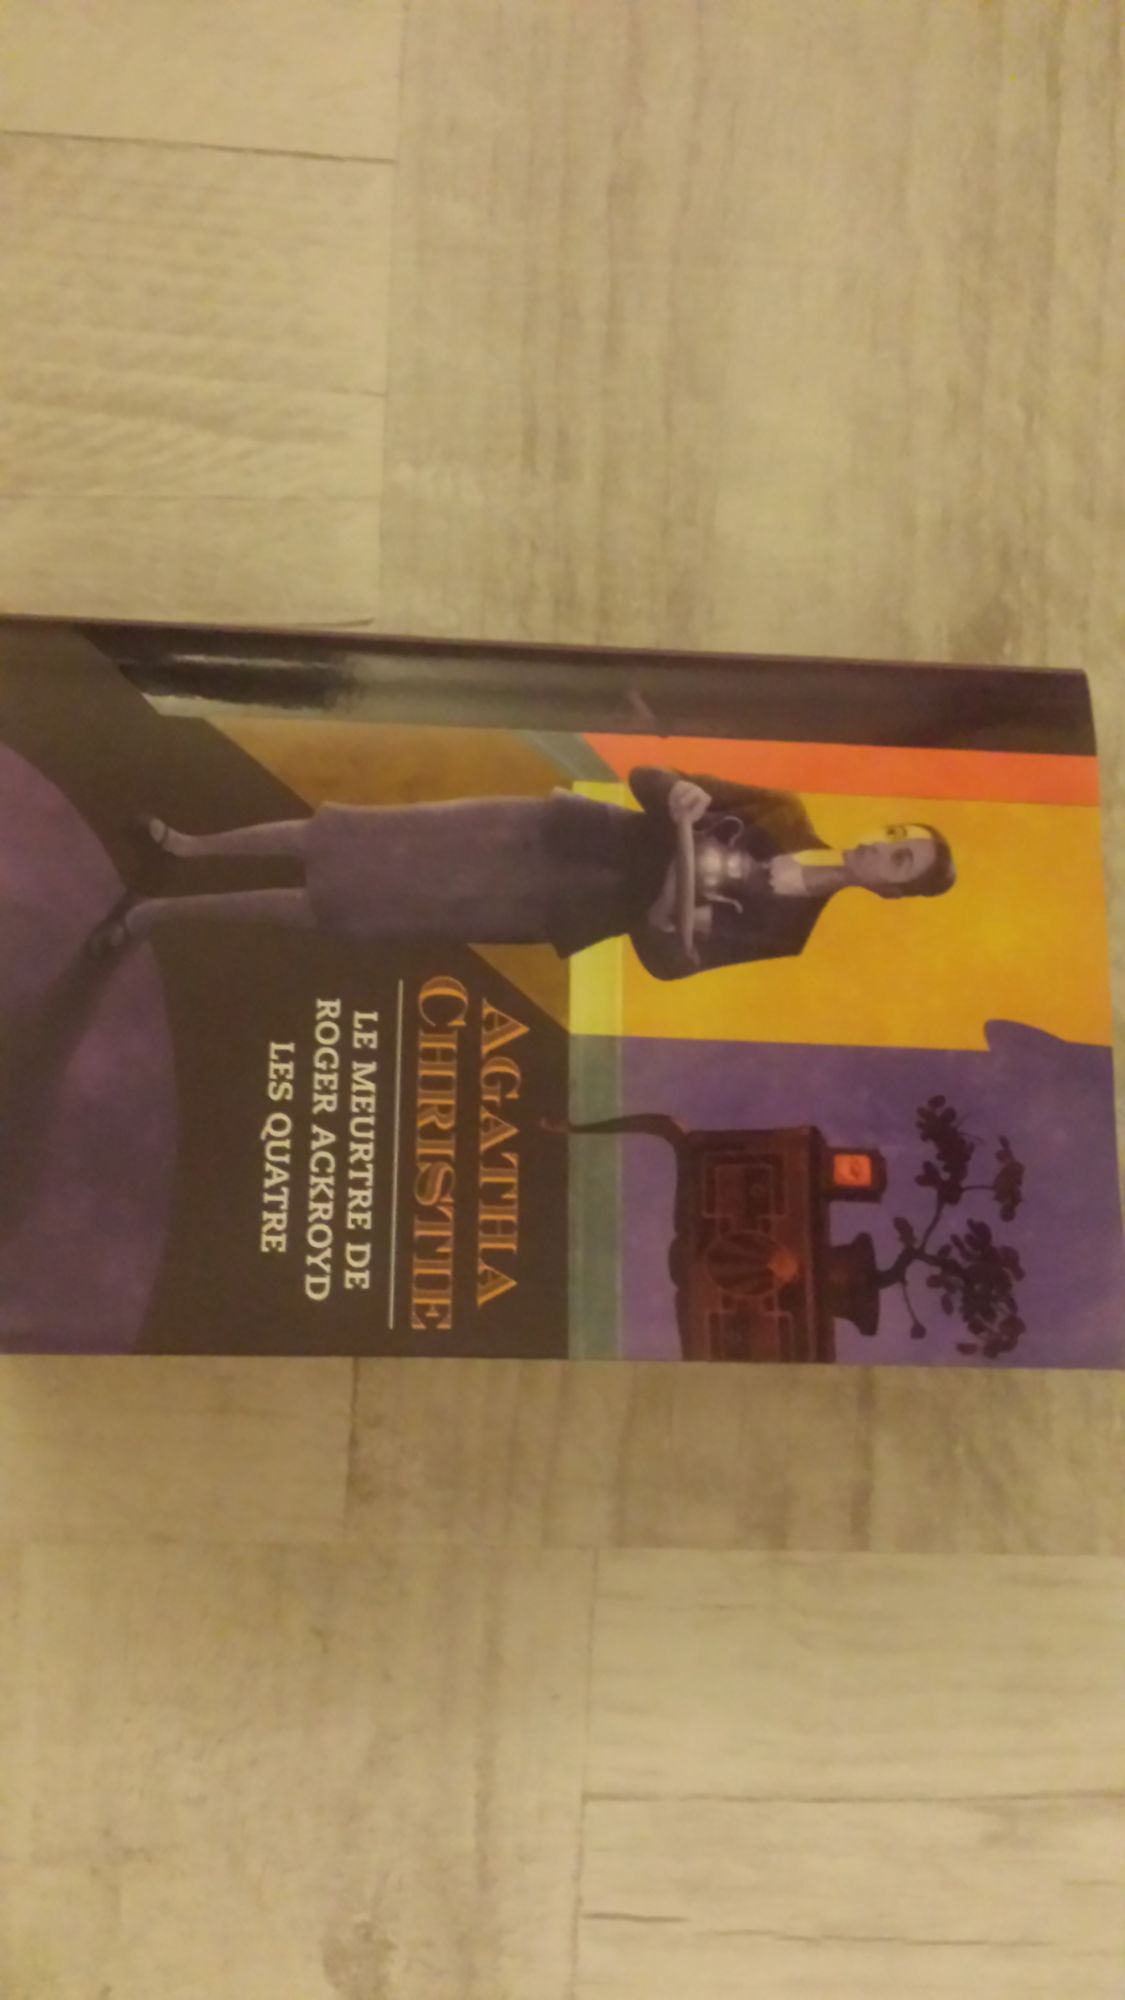 AGATHA
CHRISTIE
LE MEURTRE DE
ROGER ACKROYD
LES QUATRE